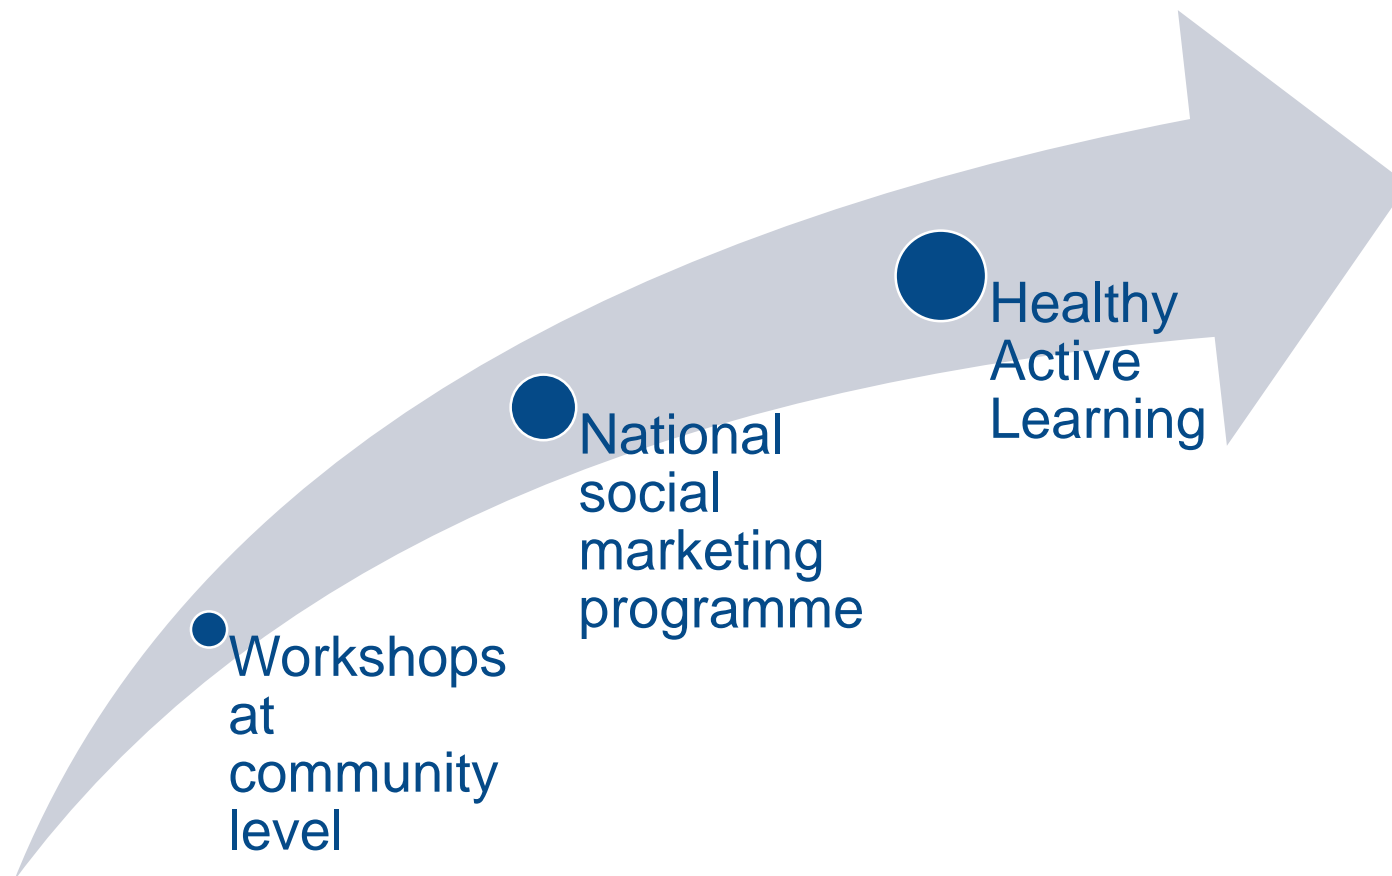 Healthy
Active
Learning
National
social
marketing
programme
Workshops
at
community
level